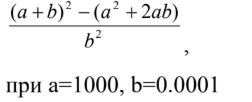 ((a + b)² − (a² + 2ab)) / b² ,
при a=1000, b=0.0001